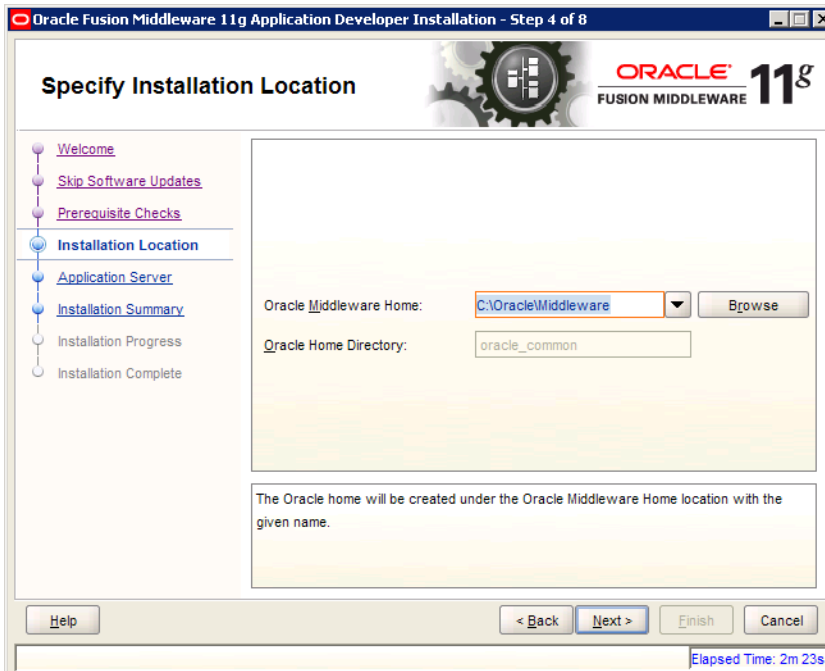 Oracle Fusion Middleware 11g Application Developer Installation - Step 4 of 8
Specify Installation Location
ORACLE
FUSION MIDDLEWARE 11g
Welcome
Skip Software Updates
Prerequisite Checks
Installation Location
Application Server
Installation Summary
Installation Progress
Installation Complete
Oracle Middleware Home: C:\Oracle\Middleware Browse
Oracle Home Directory: oracle_common
The Oracle home will be created under the Oracle Middleware Home location with the
given name.
Help < Back Next > Finish Cancel
Elapsed Time: 2m 23s